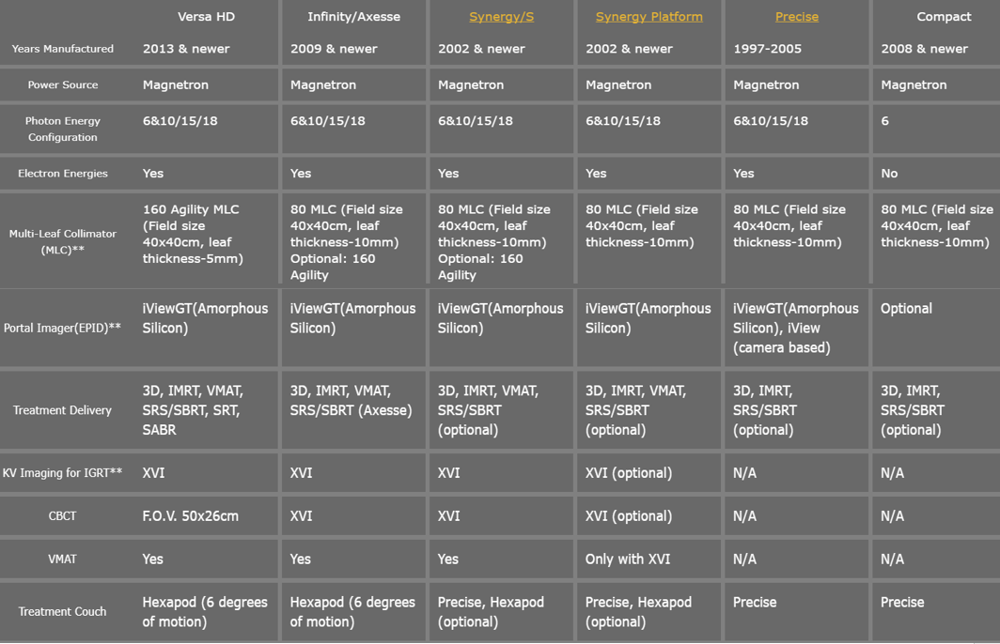 Versa HD Infinity/Axesse Synergy/S Synergy Platform Precise Compact
Years Manufactured 2013 & newer 2009 & newer 2002 & newer 2002 & newer 1997-2005 2008 & newer
Power Source Magnetron Magnetron Magnetron Magnetron Magnetron Magnetron
Photon Energy 6&10/15/18 6&10/15/18 6&10/15/18 6&10/15/18 6&10/15/18 6
Configuration
Electron Energies Yes Yes Yes Yes Yes No
160 Agility MLC 80 MLC (Field size 80 MLC (Field size 80 MLC (Field size 80 MLC (Field size 80 MLC (Field size
Multi-Leaf Collimator (Field size 40x40cm, leaf 40x40cm, leaf 40x40cm, leaf 40x40cm, leaf 40x40cm, leaf
(MLC)** 40x40cm, leaf thickness-10mm) thickness-10mm) thickness-10mm) thickness-10mm) thickness-10mm)
thickness-5mm) Optional: 160 Optional: 160
Agility Agility
iViewGT(Amorphous iViewGT(Amorphous iViewGT(Amorphous iViewGT(Amorphous iViewGT(Amorphous Optional
Portal Imager(EPID)** Silicon) Silicon) Silicon) Silicon) Silicon), iView
(camera based)
3D, IMRT, VMAT, 3D, IMRT, VMAT, 3D, IMRT, VMAT, 3D, IMRT, VMAT, 3D, IMRT, 3D, IMRT,
Treatment Delivery SRS/SBRT, SRT, SRS/SBRT (Axesse) SRS/SBRT SRS/SBRT SRS/SBRT SRS/SBRT
SABR (optional) (optional) (optional) (optional)
KV Imaging for IGRT** XVI XVI XVI XVI (optional) N/A N/A
CBCT F.O.V. 50x26cm XVI XVI XVI (optional) N/A N/A
VMAT Yes Yes Yes Only with XVI N/A N/A
Treatment Couch Hexapod (6 degrees Hexapod (6 degrees Precise, Hexapod Precise, Hexapod Precise Precise
of motion) of motion) (optional) (optional)